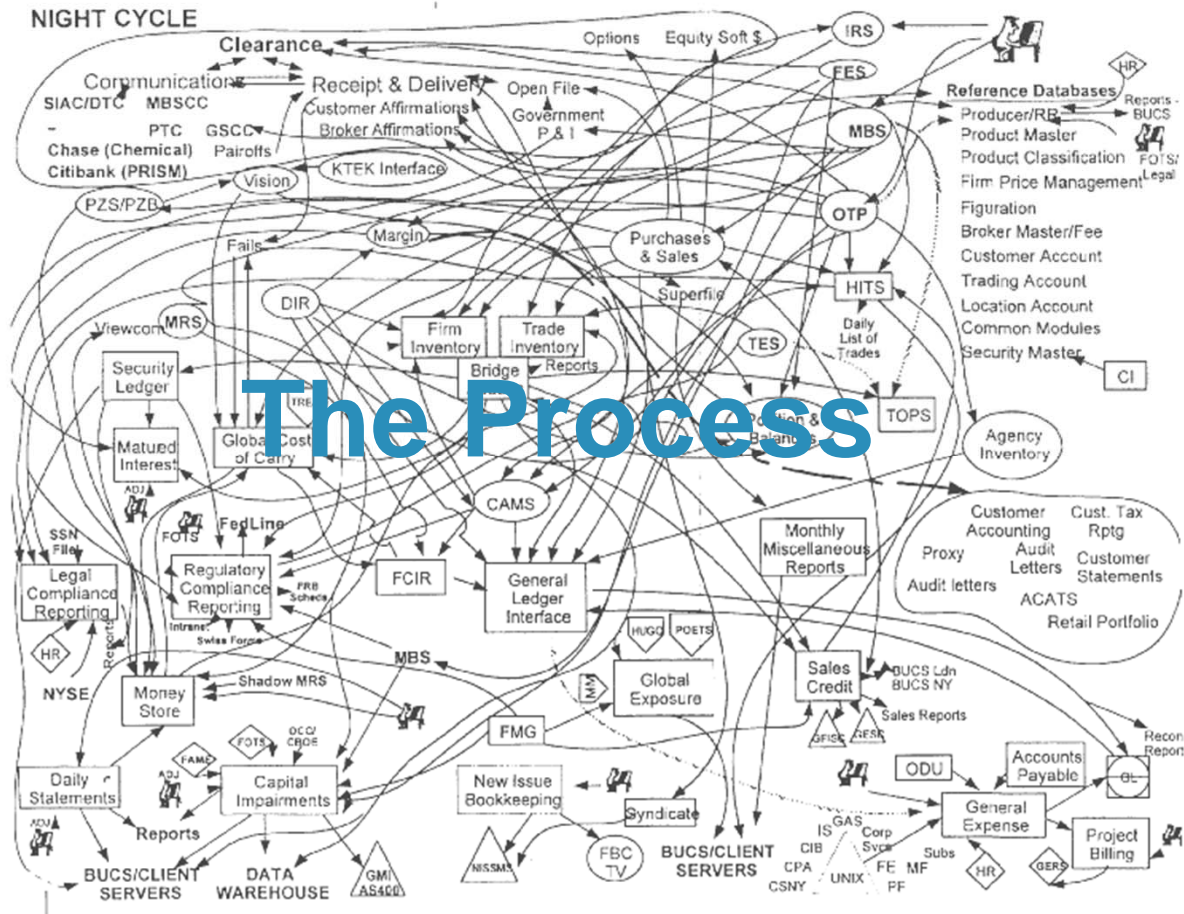 NIGHT CYCLE
Clearance
Communications
SIAC/DTC MBSCC
PTC GSCC
Chase (Chemical) Pairoffs
Citibank (PRISM)
Receipt & Delivery
Customer Affirmations
Broker Affirmations
Options
Equity Soft $
Open File
Government
P & I
IRS
FES
MBS
HR
Reference Databases
Producer/RR
Product Master
Product Classification
Firm Price Management
Figuration
Broker Master/Fee
Customer Account
Trading Account
Location Account
Common Modules
Security Master
Reports -
BUCS
FOTS/
Legal
CI
Vision
KTEK Interface
PZS/PZB
Fails
Margin
Purchases
& Sales
OTP
Superfile
HITS
Daily
List of
Trades
DIR
MRS
Viewcom
Firm
Inventory
Trade
Inventory
Bridge
Reports
TES
Security
Ledger
The Process
Position &
Balances
TOPS
Agency
Inventory
Matued
Interest
Global Cost
of Carry
ADJ
FOTS
FedLine
CAMS
SSN
File
Legal
Compliance
Reporting
Reports
Regulatory
Compliance
Reporting
FRB
Scheds
Intranet
Swiss Forms
FCIR
General
Ledger
Interface
Monthly
Miscellaneous
Reports
Customer
Accounting
Cust. Tax
Rptg
Proxy
Audit
Letters
Customer
Statements
Audit letters
ACATS
Retail Portfolio
HR
NYSE
HUGO
POETS
MBS
Shadow MRS
Money
Store
MM
Global
Exposure
Sales
Credit
BUCS Ldn
BUCS NY
Sales Reports
GFISC
GESC
FMG
FOTS
OCC/
CBOE
FAME
ADJ
Daily
Statements
Capital
Impairments
New Issue
Bookkeeping
Syndicate
ODU
Accounts
Payable
Recon
Report
GL
General
Expense
Project
Billing
ADJ
Reports
BUCS/CLIENT
SERVERS
DATA
WAREHOUSE
GMI
AS400
NISSMS
FBC
TV
BUCS/CLIENT
SERVERS
GAS
IS
Corp
Svcs
CIB
CPA
CSNY
UNIX
Subs
FE MF
PF
HR
GERS